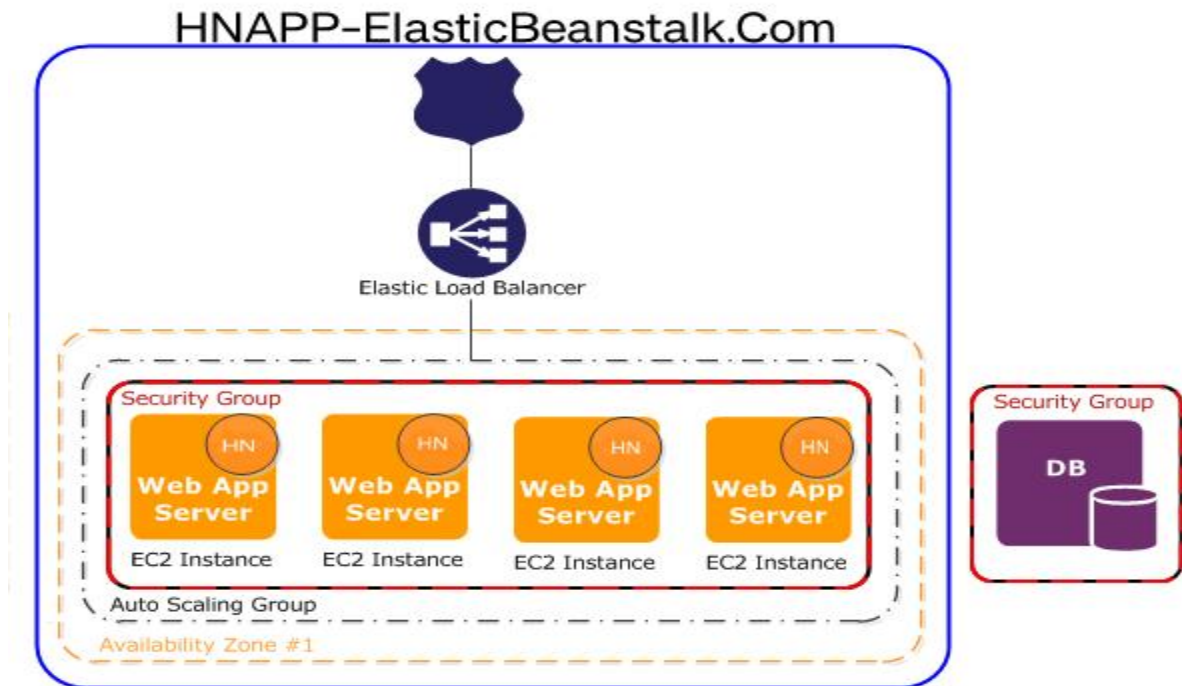 HNAPP-ElasticBeanstalk.Com
Elastic Load Balancer
Security Group
HN
HN
HN
HN
Web App
Server
Web App
Server
Web App
Server
Web App
Server
EC2 Instance
EC2 Instance
EC2 Instance
EC2 Instance
Auto Scaling Group
Availability Zone #1
Security Group
DB